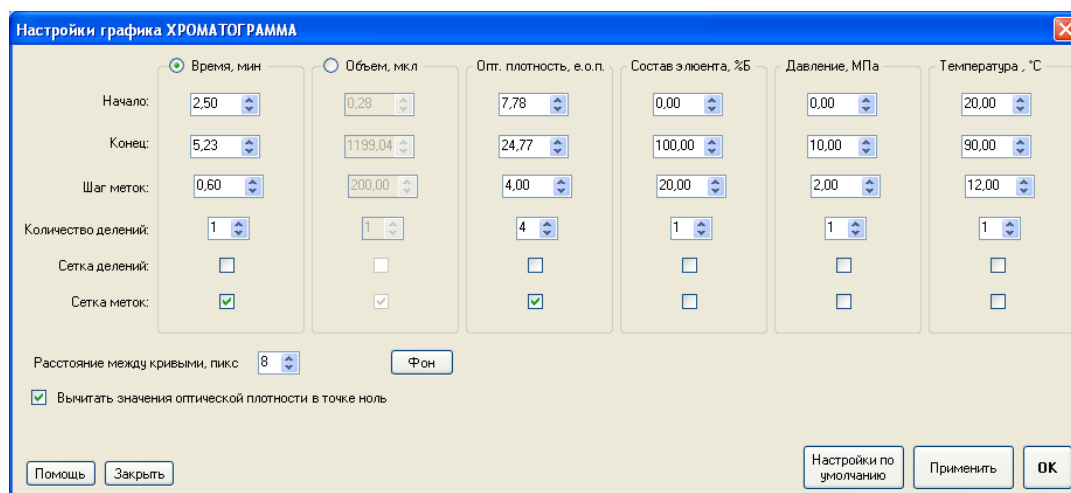 Настройки графика ХРОМАТОГРАММА
Время, мин Объем, мкл Опт. плотность, е.о.п. Состав элюента, %Б Давление, МПа Температура , °C
Начало: 2,50 0,28 7,78 0,00 0,00 20,00
Конец: 5,23 1199,04 24,77 100,00 10,00 90,00
Шаг меток: 0,60 200,00 4,00 20,00 2,00 12,00
Количество делений: 1 1 4 1 1 1
Сетка делений:
Сетка меток:
Расстояние между кривыми, пикс 8 Фон
Вычитать значения оптической плотности в точке ноль
Помощь Закрыть Настройки по умолчанию Применить OK